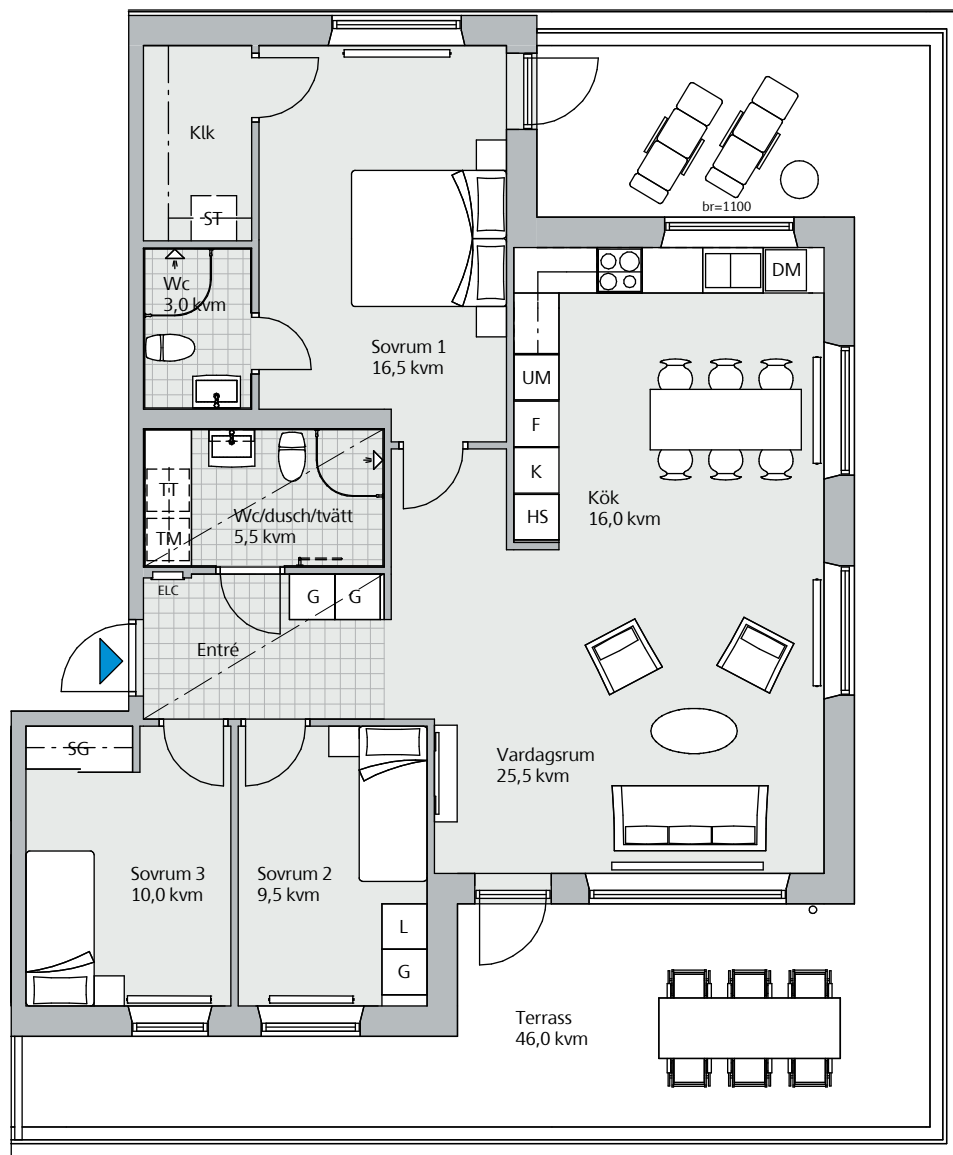 Klk
ST
br=1100
DM
Wc
3,0 kvm
Sovrum 1
16,5 kvm
UM
F
K
HS
Kök
16,0 kvm
TT
TM
Wc/dusch/tvätt
5,5 kvm
ELC
G
G
Entré
SG
Vardagsrum
25,5 kvm
Sovrum 3
10,0 kvm
Sovrum 2
9,5 kvm
L
G
Terrass
46,0 kvm